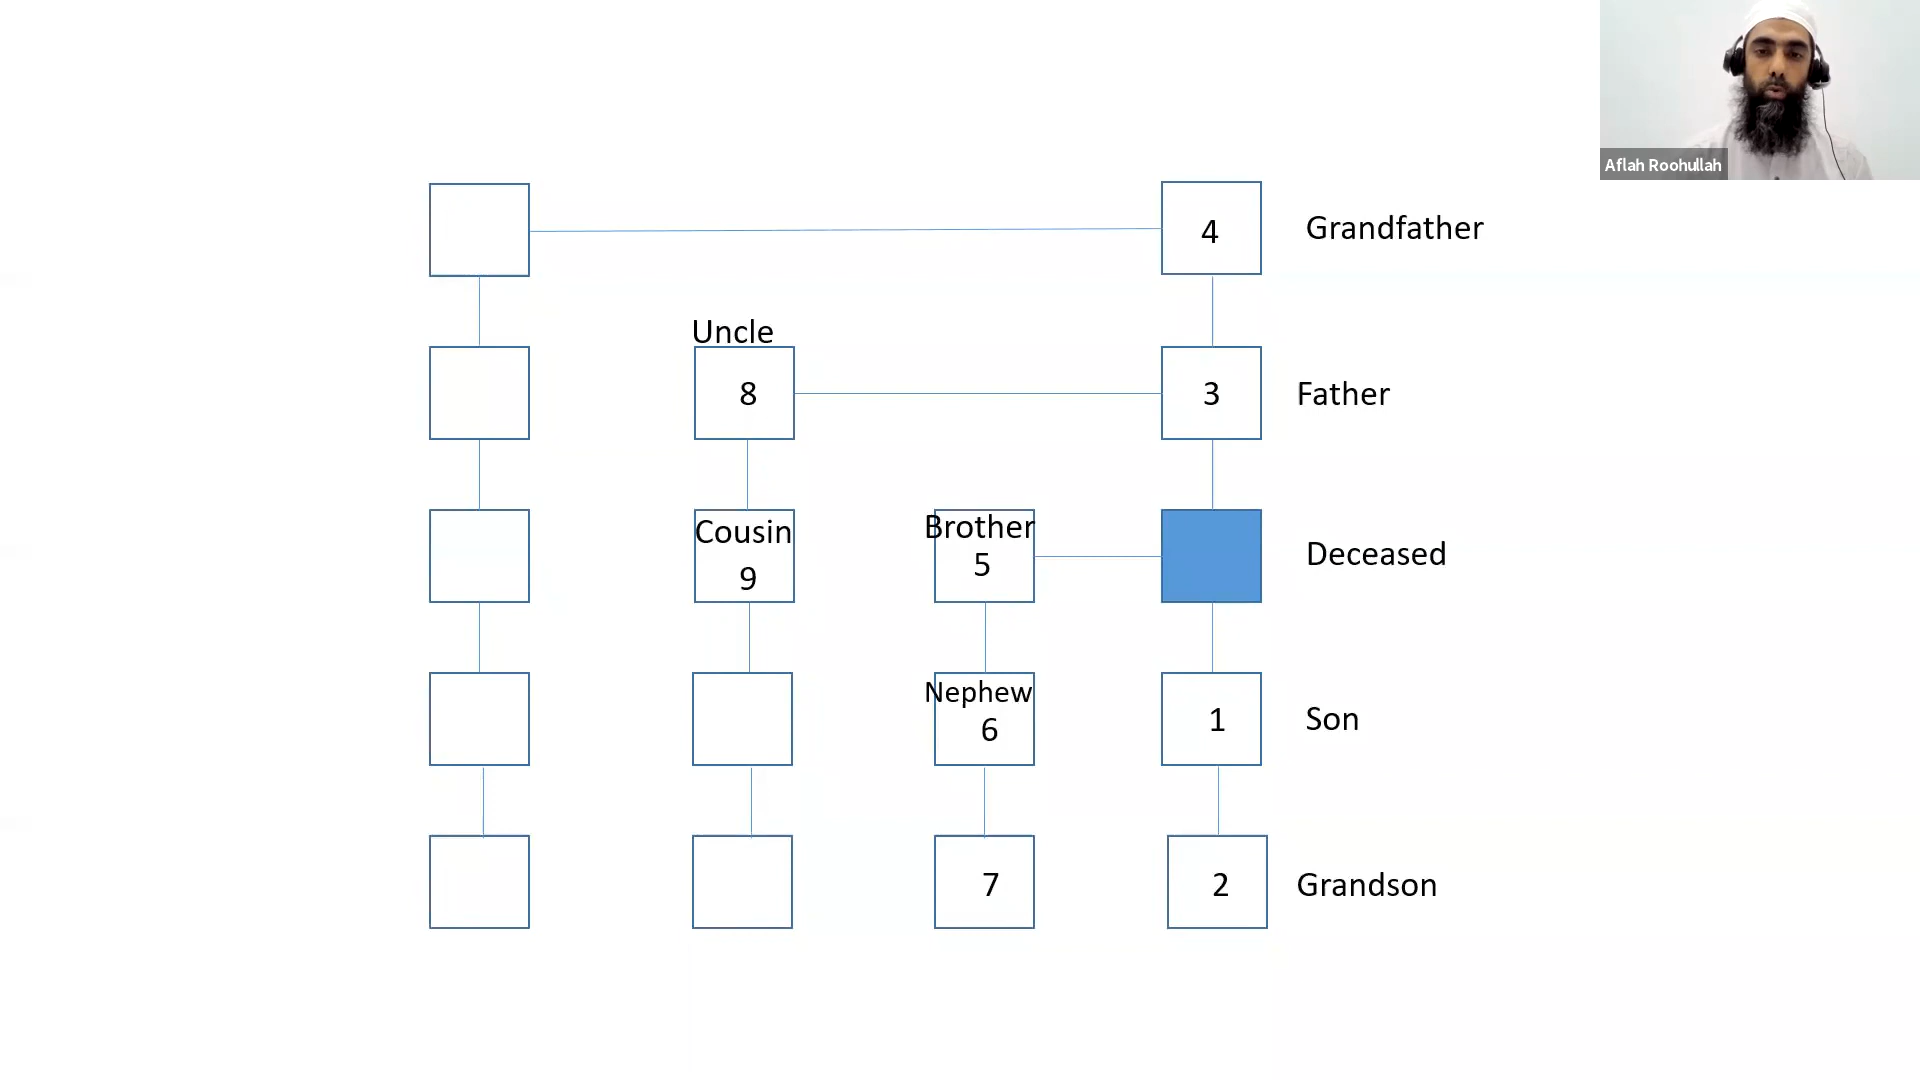 Aflah Roohullah
4
Grandfather
Uncle
8
3
Father
Cousin
9
Brother
5
Deceased
Nephew
6
1
Son
7
2
Grandson